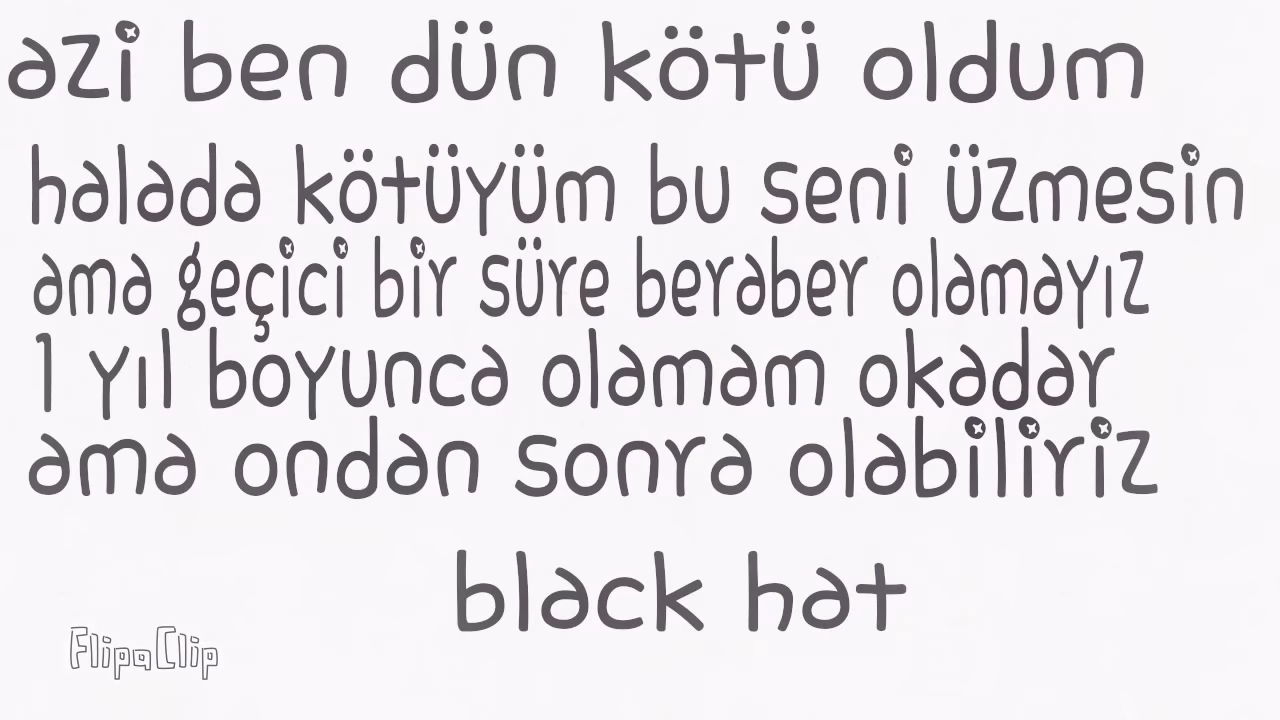 azi ben dün kötü oldum
halada kötüyüm bu seni üzmesin
ama geçici bir süre beraber olamayız
1 yıl boyunca olamam okadar
ama ondan sonra olabiliriz
black hat
FlipaClip